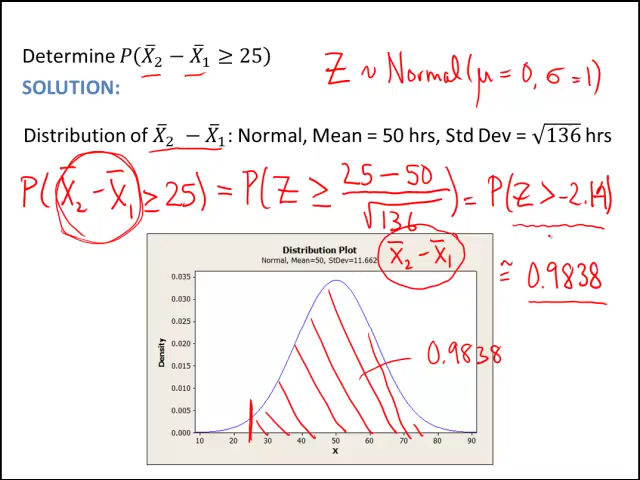 Determine P(X̄₂ − X̄₁ ≥ 25)
Z ~ Normal(μ = 0, σ = 1)
SOLUTION:
Distribution of X̄₂ − X̄₁: Normal, Mean = 50 hrs, Std Dev = √136 hrs
P(X̄₂ − X̄₁ ≥ 25) = P(Z ≥ (25 − 50)/√136) = P(Z > -2.14)
X̄₂ − X̄₁
≅ 0.9838
Distribution Plot
Normal, Mean=50, StDev=11.662
0.035
0.030
0.025
0.020
0.015
0.010
0.005
0.000
Density
0.9838
10 20 30 40 50 60 70 80 90
X